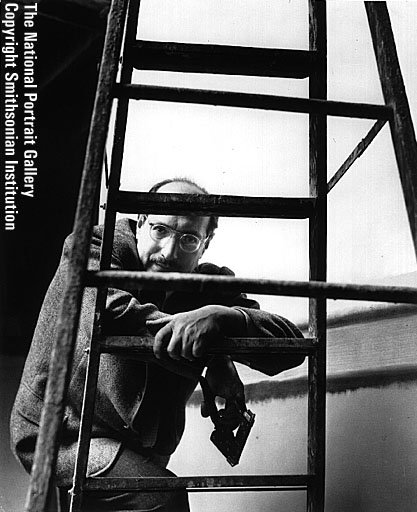 The National Portrait Gallery
Copyright Smithsonian Institution